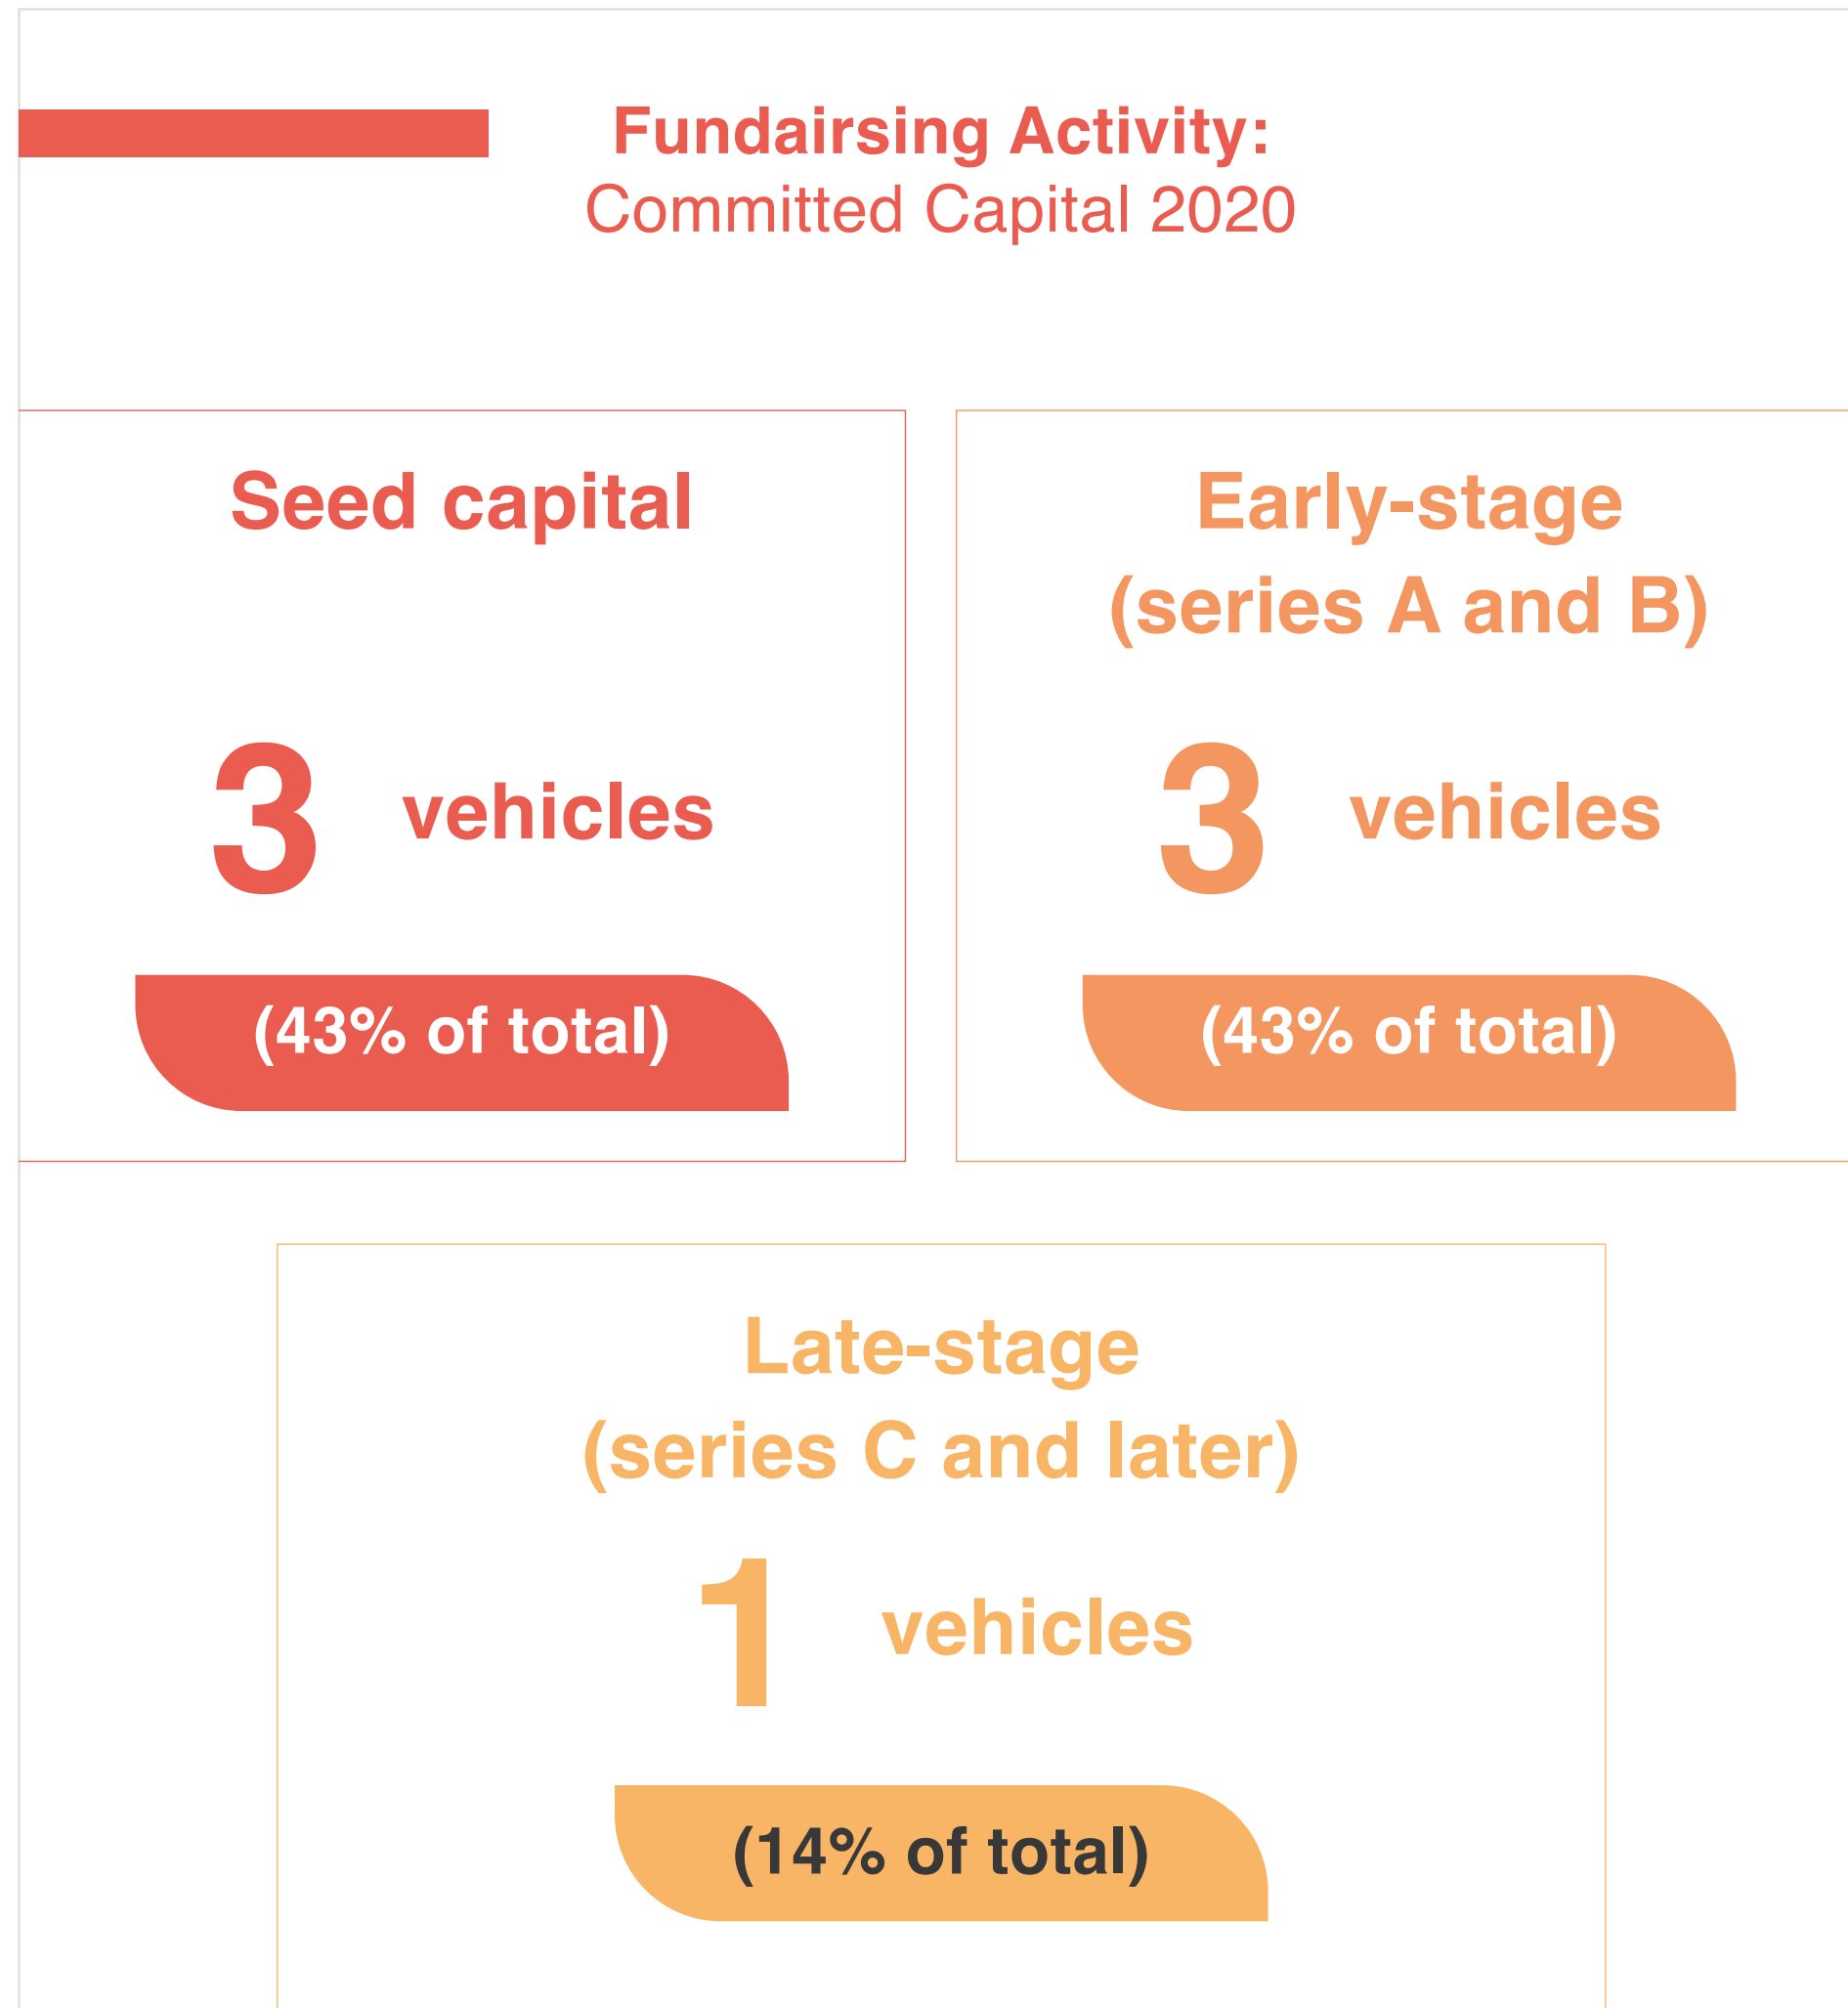 Fundairsing Activity:
Committed Capital 2020
Seed capital
3 vehicles
(43% of total)
Early-stage
(series A and B)
3 vehicles
(43% of total)
Late-stage
(series C and later)
1 vehicles
(14% of total)